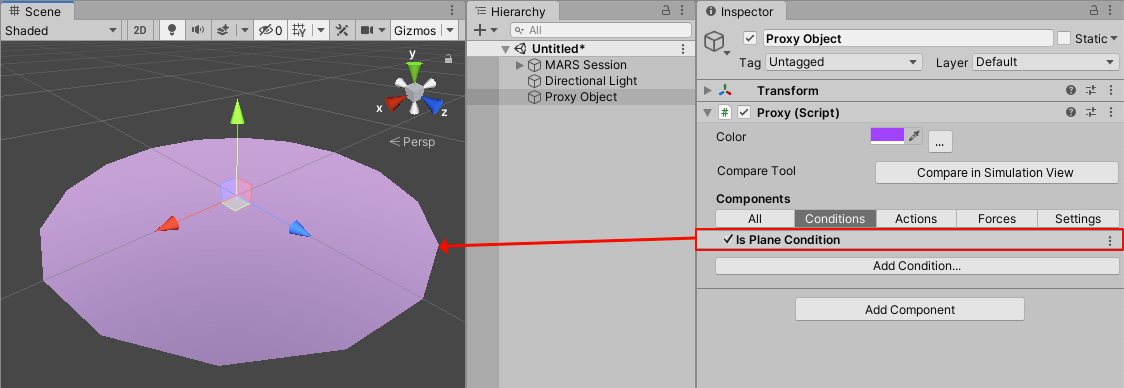 Scene
Shaded
2D
0
Gizmos
y
x
z
Persp
Hierarchy
All
Untitled*
MARS Session
Directional Light
Proxy Object
Inspector
Proxy Object
Static
Tag Untagged Layer Default
Transform
# Proxy (Script)
Color
...
Compare Tool Compare in Simulation View
Components
All Conditions Actions Forces Settings
Is Plane Condition
Add Condition...
Add Component